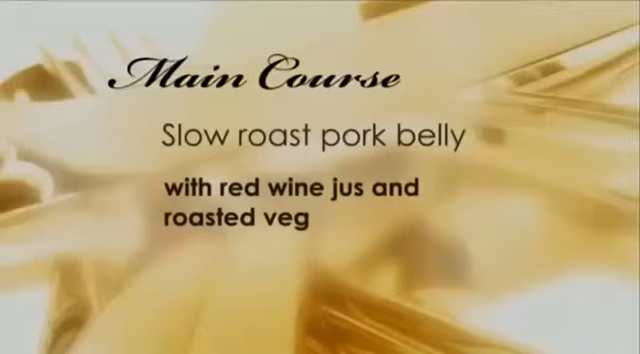 Main Course
Slow roast pork belly
with red wine jus and
roasted veg